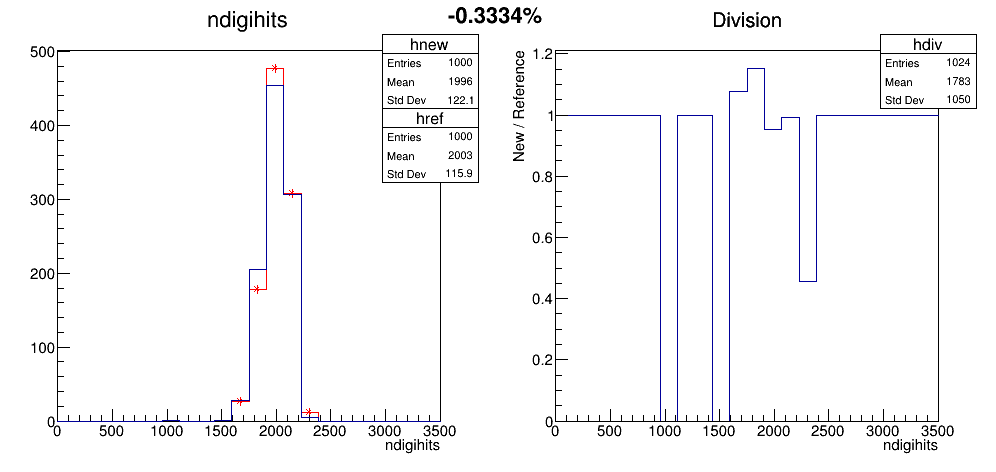 -0.3334%
ndigihits
hnew
Entries 1000
Mean 1996
Std Dev 122.1
href
Entries 1000
Mean 2003
Std Dev 115.9
500
400
300
200
100
0
0 500 1000 1500 2000 2500 3000 3500
ndigihits
Division
hdiv
Entries 1024
Mean 1783
Std Dev 1050
New / Reference
1.2
1
0.8
0.6
0.4
0.2
0
0 500 1000 1500 2000 2500 3000 3500
ndigihits